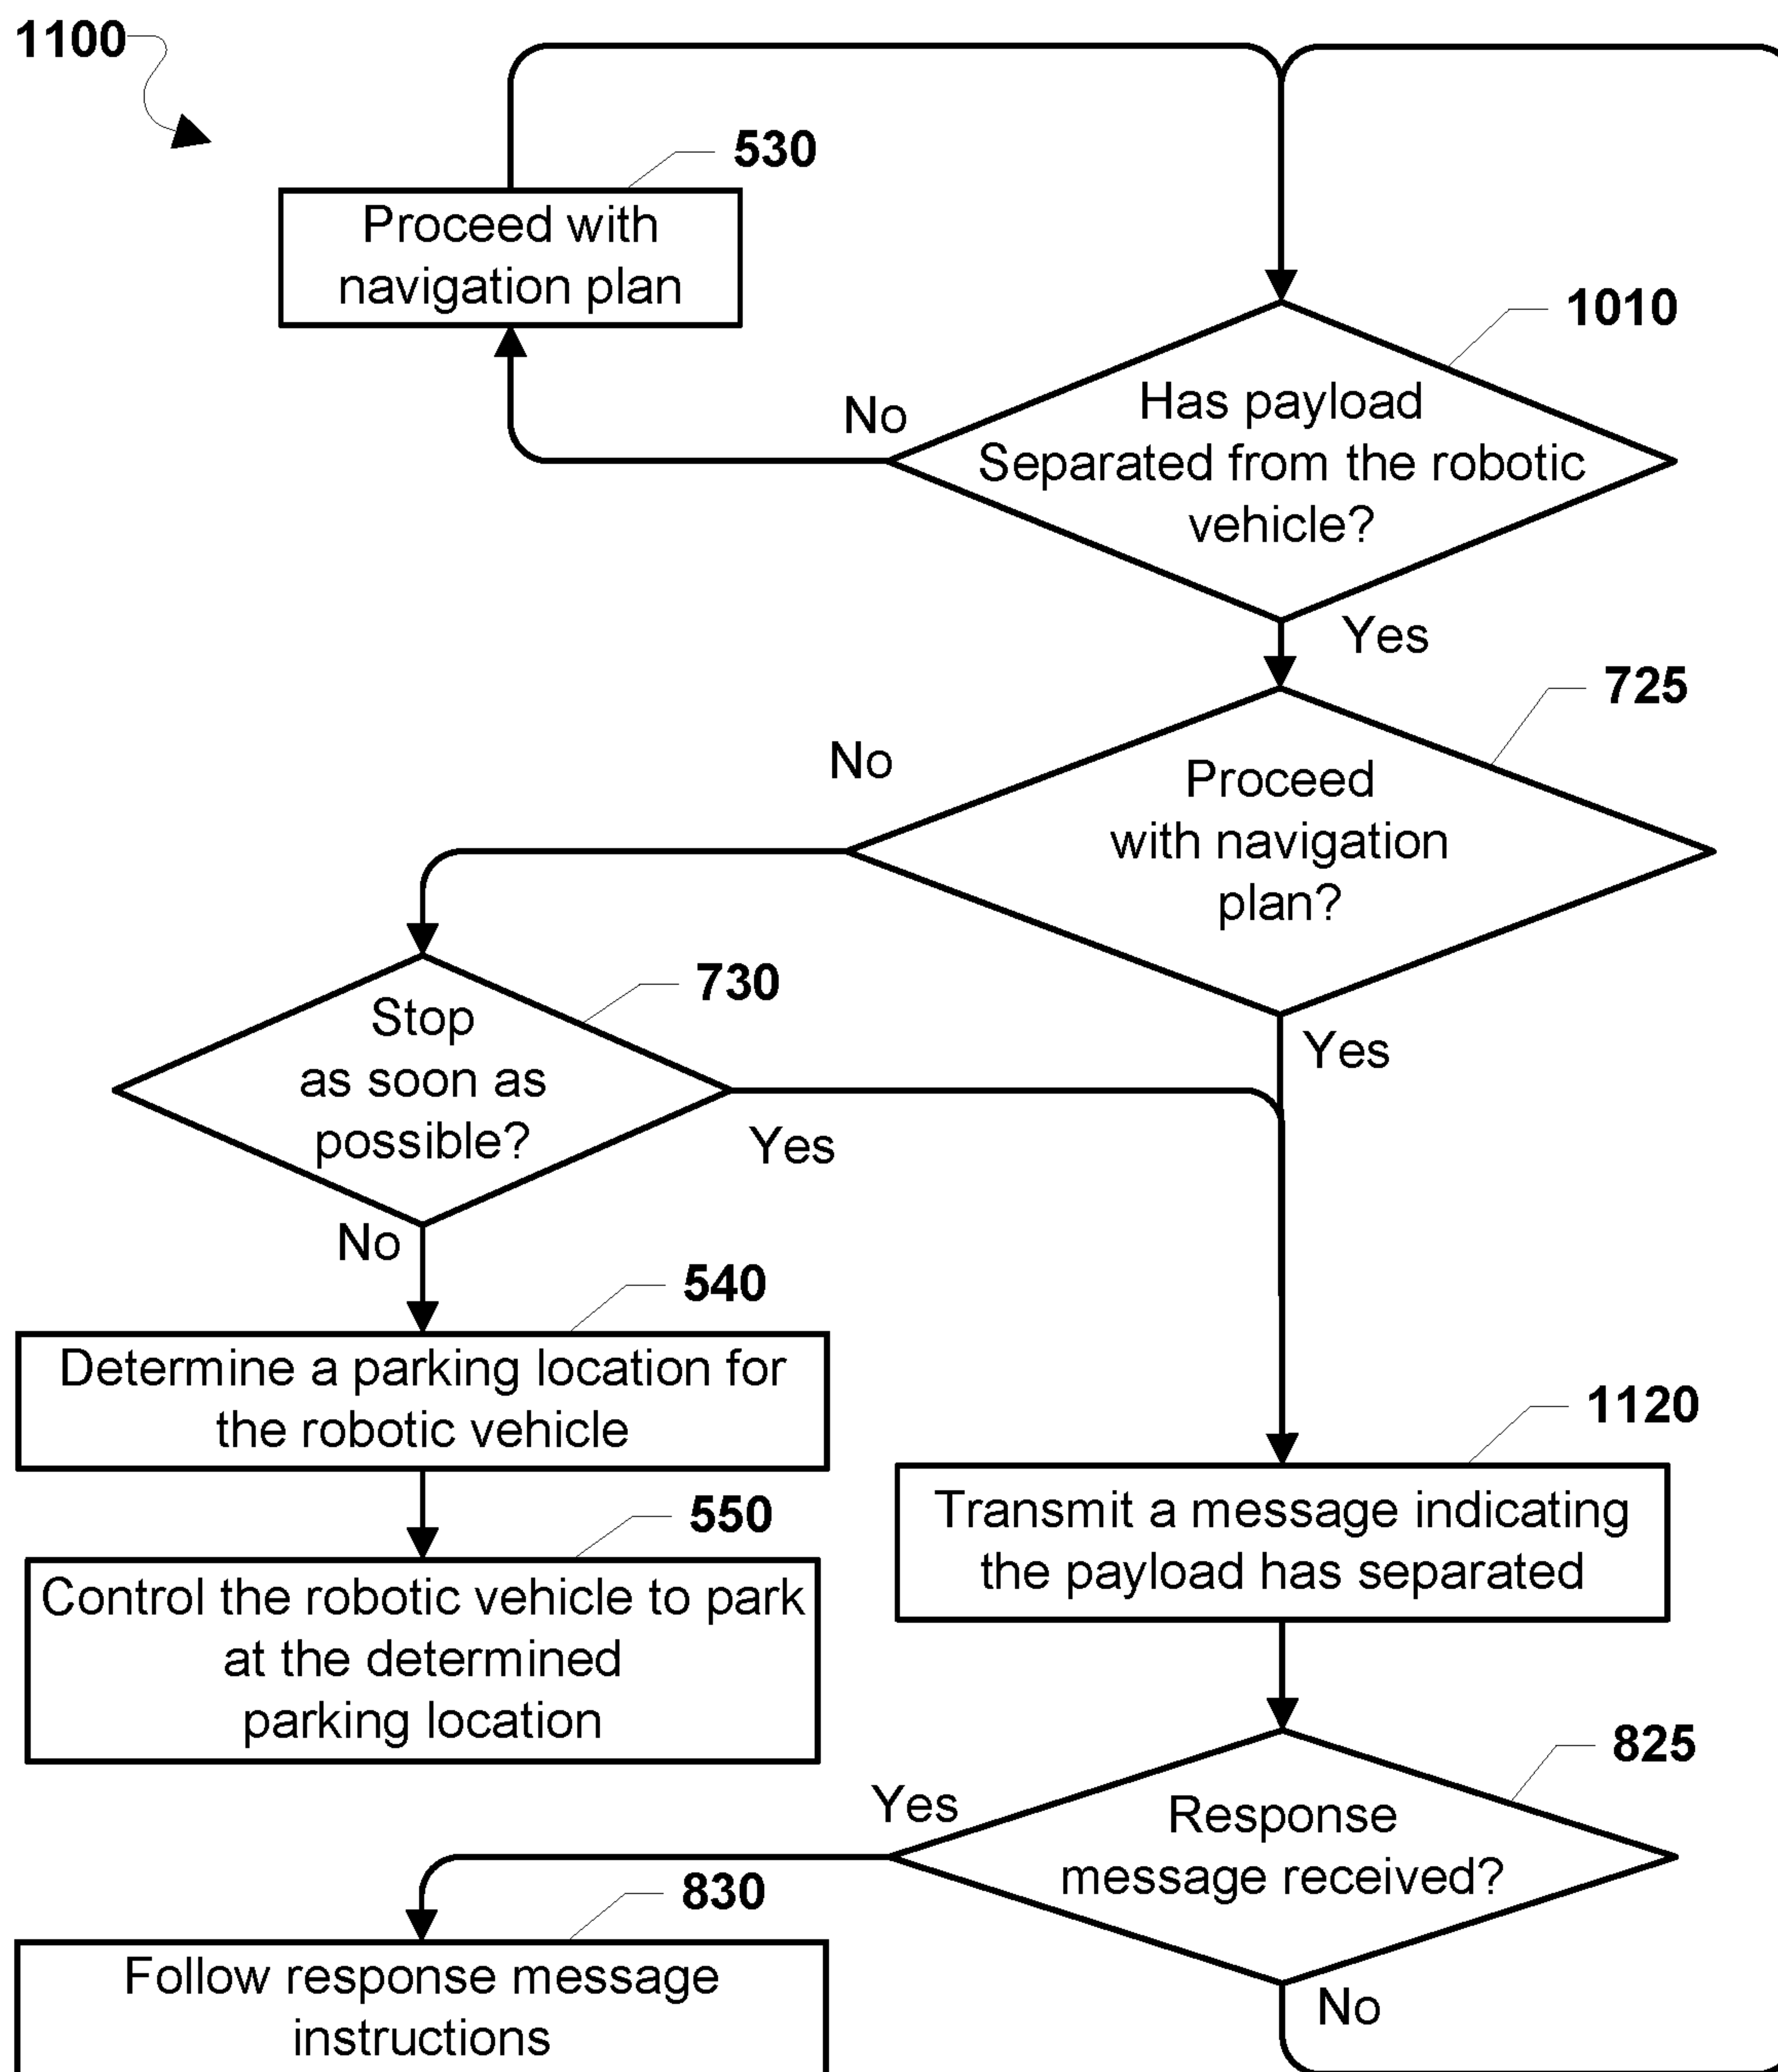 1100
530
Proceed with
navigation plan
1010
No
Has payload
Separated from the robotic
vehicle?
Yes
725
No
Proceed
with navigation
plan?
730
Stop
as soon as
possible?
Yes
Yes
No
540
Determine a parking location for
the robotic vehicle
1120
Transmit a message indicating
the payload has separated
550
Control the robotic vehicle to park
at the determined
parking location
825
Yes
Response
message received?
830
Follow response message
instructions
No